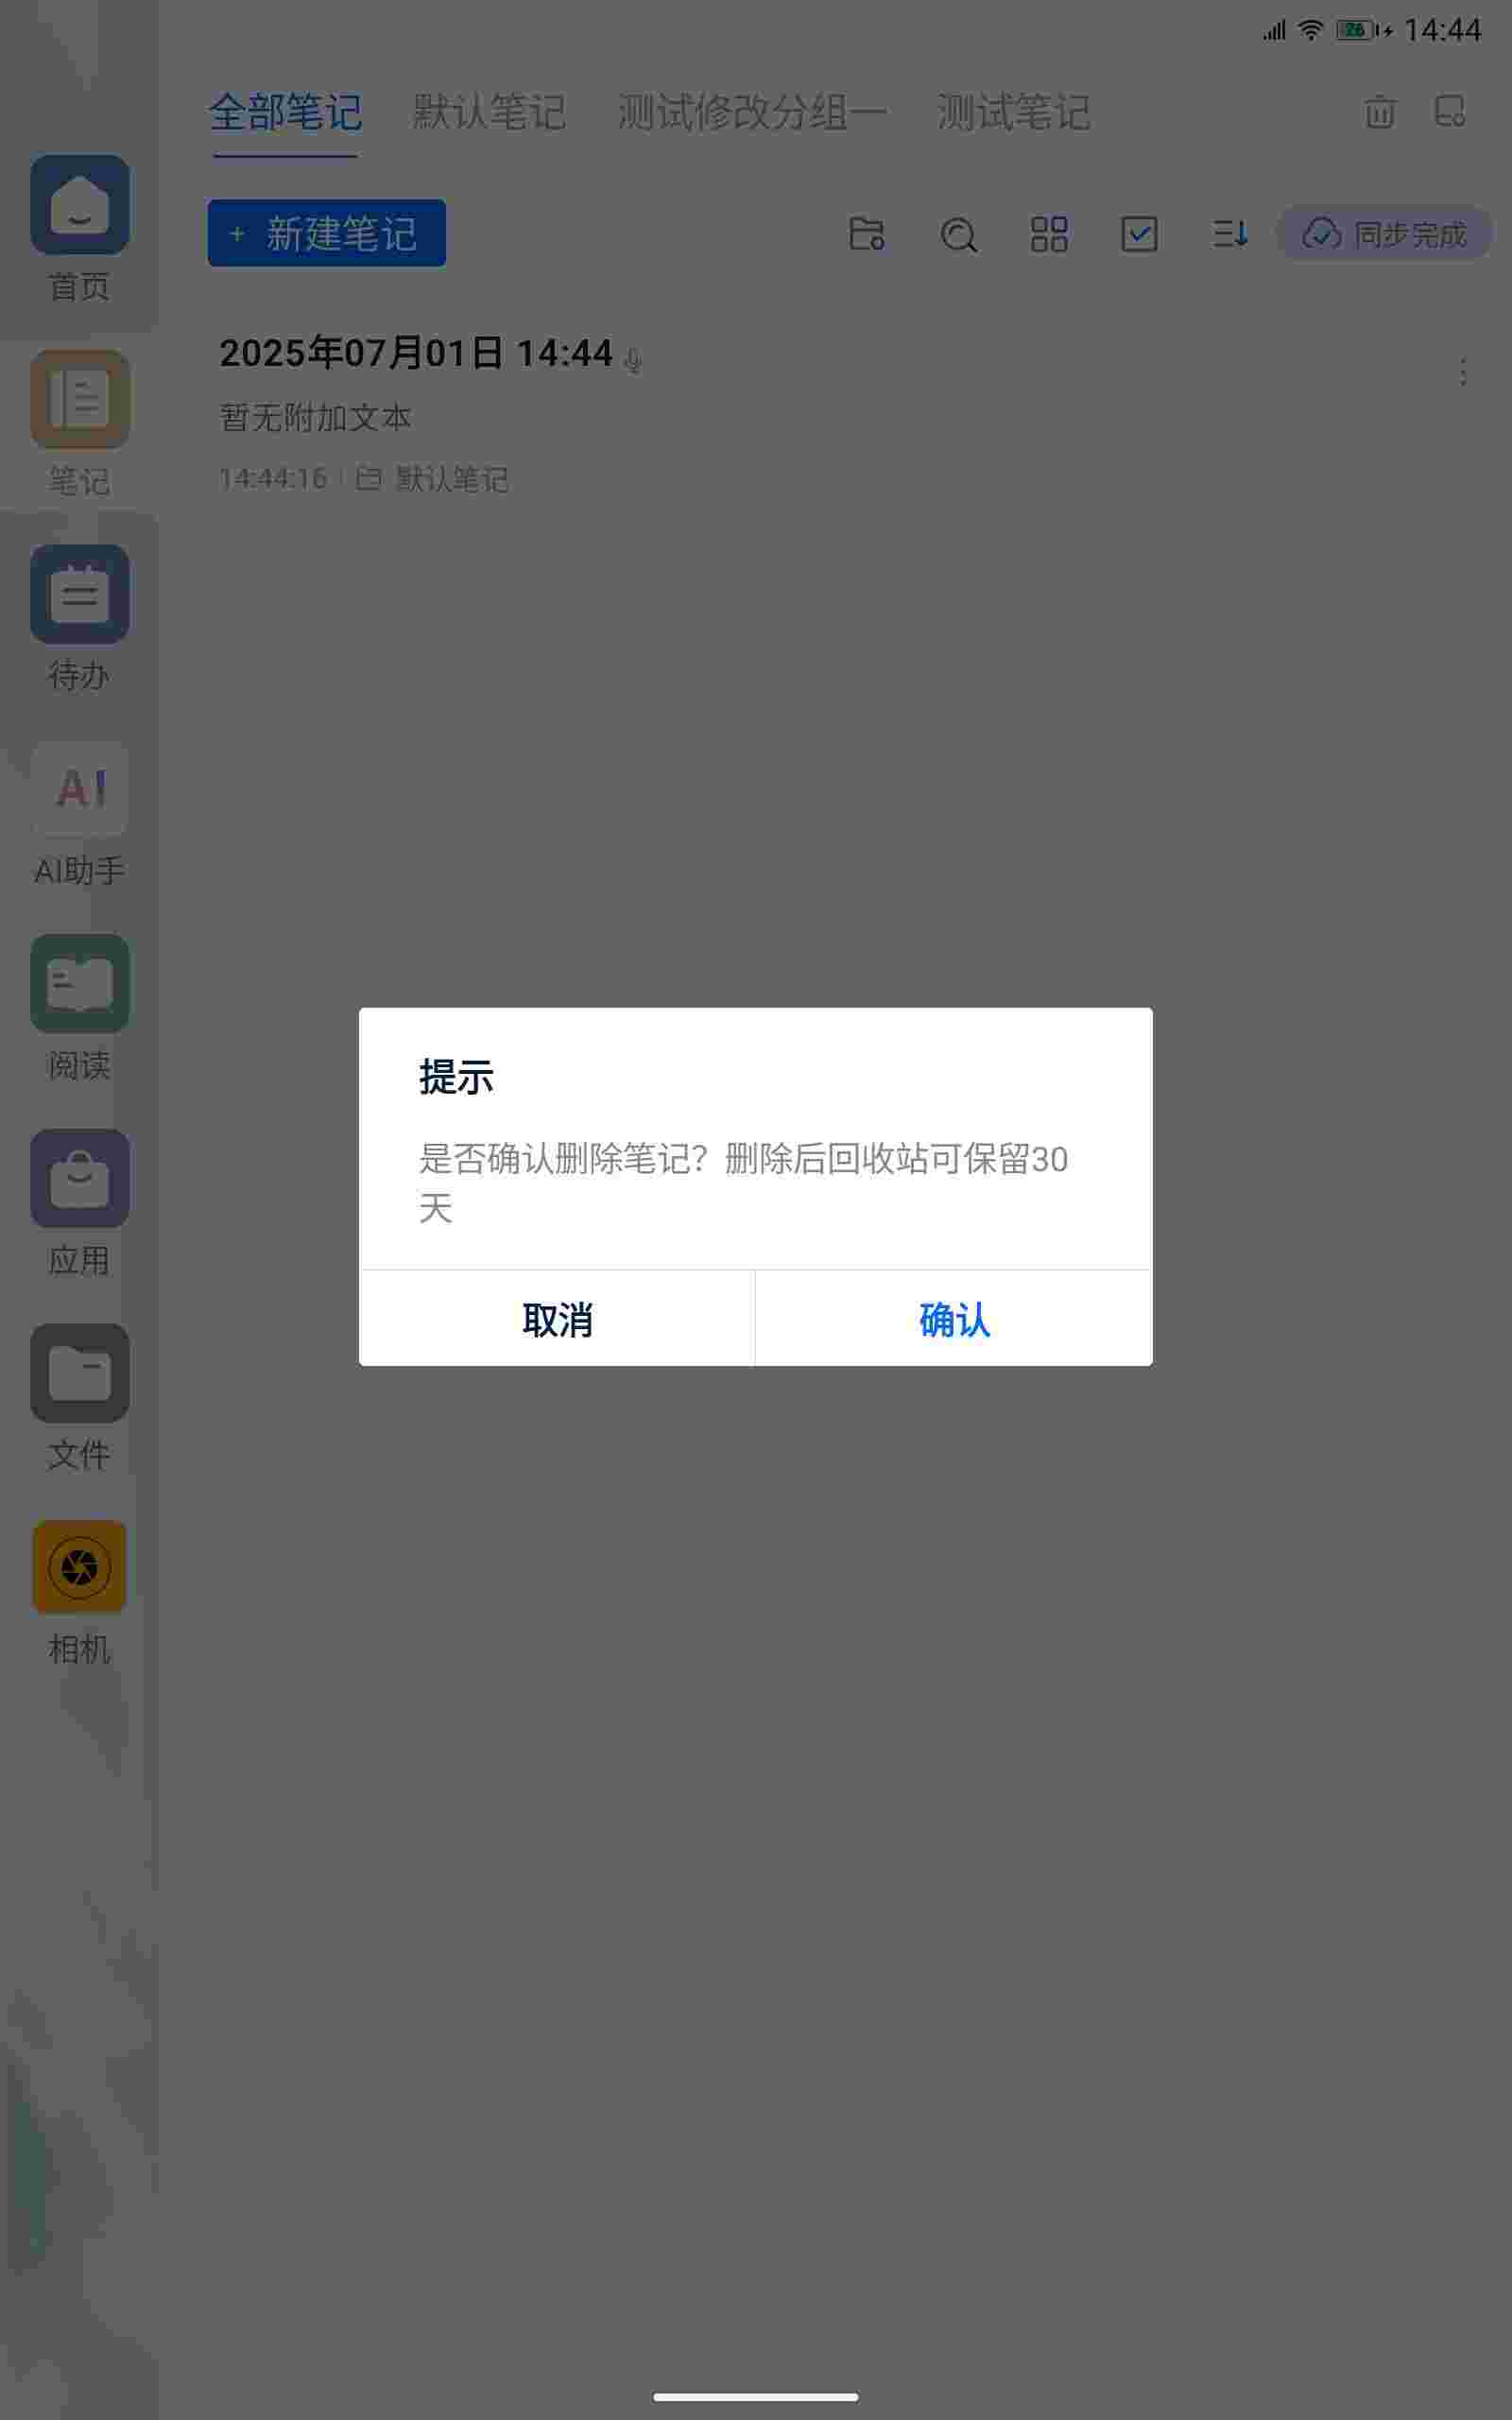 26 14:44
全部笔记 默认笔记 测试修改分组一 测试笔记
+ 新建笔记 同步完成
首页
2025年07月01日 14:44
暂无附加文本
14:44:16 默认笔记
笔记
待办
AI
AI助手
阅读
提示
是否确认删除笔记？删除后回收站可保留30
天
取消 确认
应用
文件
相机